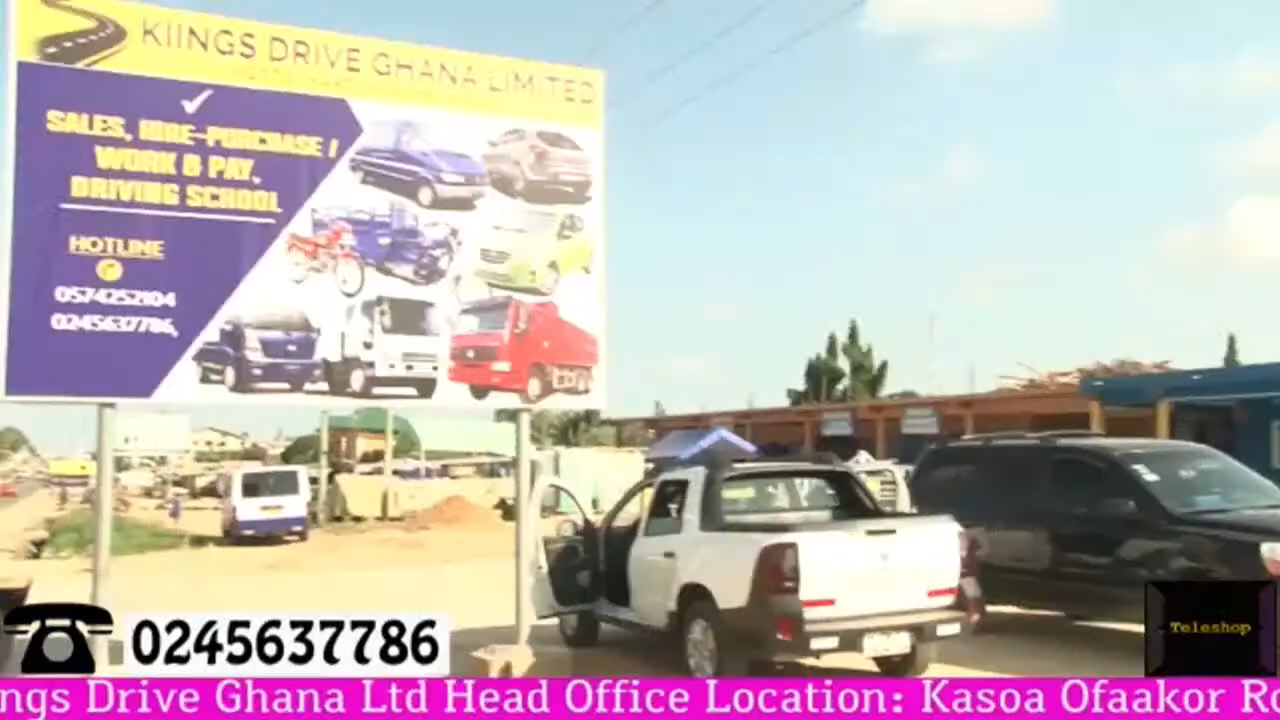 KIINGS DRIVE GHANA LIMITED
SALES, HIRE-PURCHASE /
WORK & PAY,
DRIVING SCHOOL
HOTLINE
0574252104
0245637786,
0245637786
Teleshop
ngs Drive Ghana Ltd Head Office Location: Kasoa Ofaakor Ro